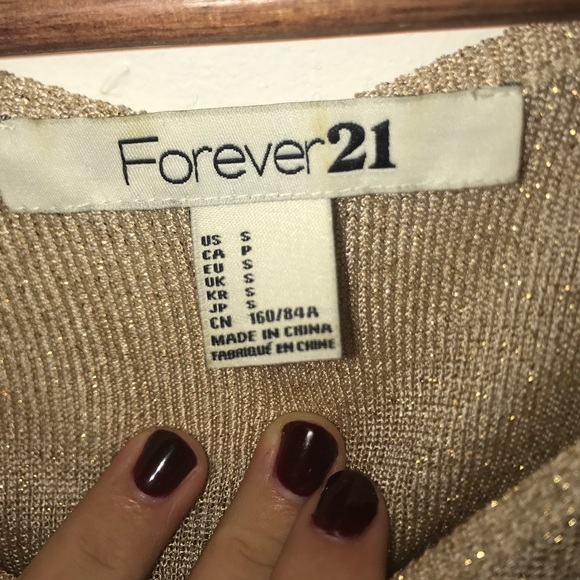 Forever21
US S
CA P
EU S
UK S
KR S
JP S
CN 160/84A
MADE IN CHINA
FABRIQUÉ EN CHINE